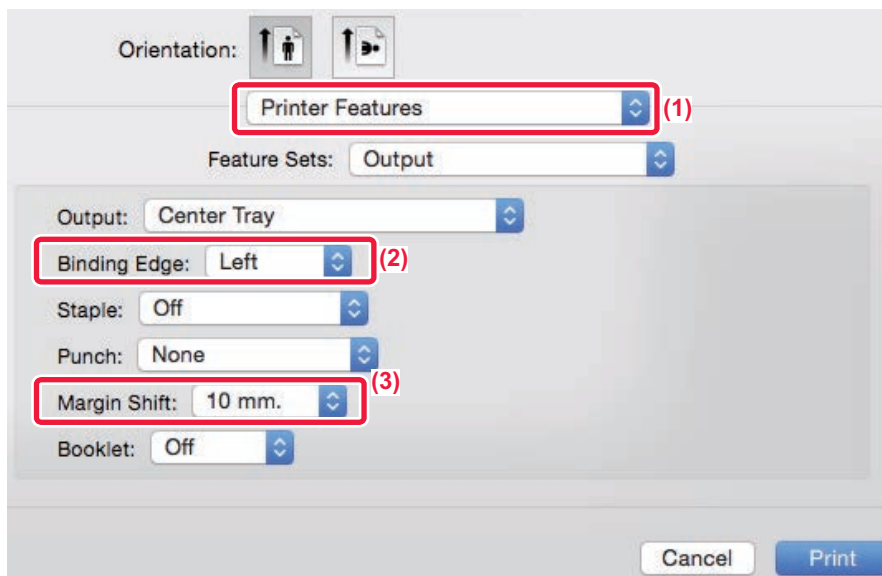 Orientation:
Printer Features (1)
Feature Sets: Output
Output: Center Tray
Binding Edge: Left (2)
Staple: Off
Punch: None
(3)
Margin Shift: 10 mm.
Booklet: Off
Cancel Print